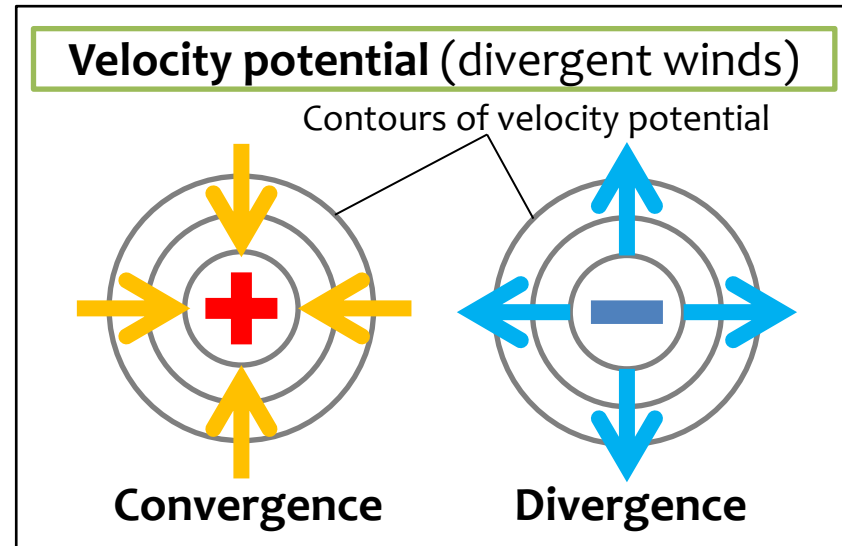 Velocity potential (divergent winds)
Contours of velocity potential
Convergence
Divergence